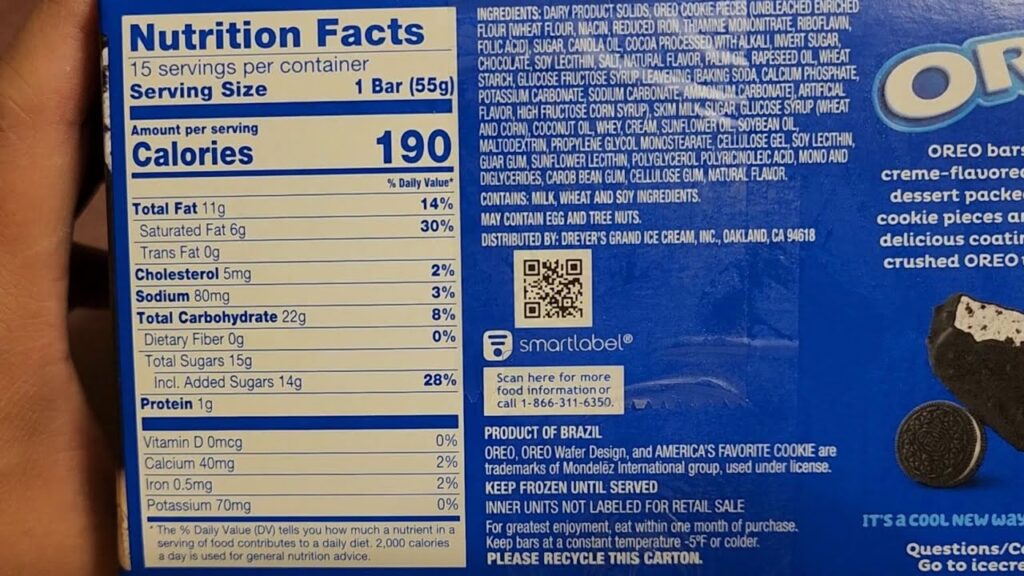 Nutrition Facts
15 servings per container
Serving Size 1 Bar (55g)
Amount per serving
Calories 190
% Daily Value*
Total Fat 11g 14%
Saturated Fat 6g 30%
Trans Fat 0g
Cholesterol 5mg 2%
Sodium 80mg 3%
Total Carbohydrate 22g 8%
Dietary Fiber 0g 0%
Total Sugars 15g
Incl. Added Sugars 14g 28%
Protein 1g
Vitamin D 0mcg 0%
Calcium 40mg 2%
Iron 0.5mg 2%
Potassium 70mg 0%
* The % Daily Value (DV) tells you how much a nutrient in a
serving of food contributes to a daily diet. 2,000 calories
a day is used for general nutrition advice.
INGREDIENTS: DAIRY PRODUCT SOLIDS, OREO COOKIE PIECES (UNBLEACHED ENRICHED
FLOUR [WHEAT FLOUR, NIACIN, REDUCED IRON, THIAMINE MONONITRATE, RIBOFLAVIN,
FOLIC ACID], SUGAR, CANOLA OIL, COCOA PROCESSED WITH ALKALI, INVERT SUGAR,
CHOCOLATE, SOY LECITHIN, SALT, NATURAL FLAVOR, PALM OIL, RAPESEED OIL, WHEAT
STARCH, GLUCOSE FRUCTOSE SYRUP LEAVENING [BAKING SODA, CALCIUM PHOSPHATE,
POTASSIUM CARBONATE, SODIUM CARBONATE, AMMONIUM CARBONATE], ARTIFICIAL
FLAVOR, HIGH FRUCTOSE CORN SYRUP), SKIM MILK, SUGAR, GLUCOSE SYRUP (WHEAT
AND CORN), COCONUT OIL, WHEY, CREAM, SUNFLOWER OIL, SOYBEAN OIL,
MALTODEXTRIN, PROPYLENE GLYCOL MONOSTEARATE, CELLULOSE GEL, SOY LECITHIN,
GUAR GUM, SUNFLOWER LECITHIN, POLYGLYCEROL POLYRICINOLEIC ACID, MONO AND
DIGLYCERIDES, CAROB BEAN GUM, CELLULOSE GUM, NATURAL FLAVOR.
CONTAINS: MILK, WHEAT AND SOY INGREDIENTS.
MAY CONTAIN EGG AND TREE NUTS.
DISTRIBUTED BY: DREYER'S GRAND ICE CREAM, INC., OAKLAND, CA 94618
smartlabel®
Scan here for more
food information or
call 1-866-311-6350.
PRODUCT OF BRAZIL
OREO, OREO Wafer Design, and AMERICA'S FAVORITE COOKIE are
trademarks of Mondelēz International group, used under license.
KEEP FROZEN UNTIL SERVED
INNER UNITS NOT LABELED FOR RETAIL SALE
For greatest enjoyment, eat within one month of purchase.
Keep bars at a constant temperature -5°F or colder.
PLEASE RECYCLE THIS CARTON.
OR
OREO bars
creme-flavored
dessert packe
cookie pieces an
delicious coatin
crushed OREO
OREO
IT'S a COOL NEW way
Questions/Co
Go to icecre